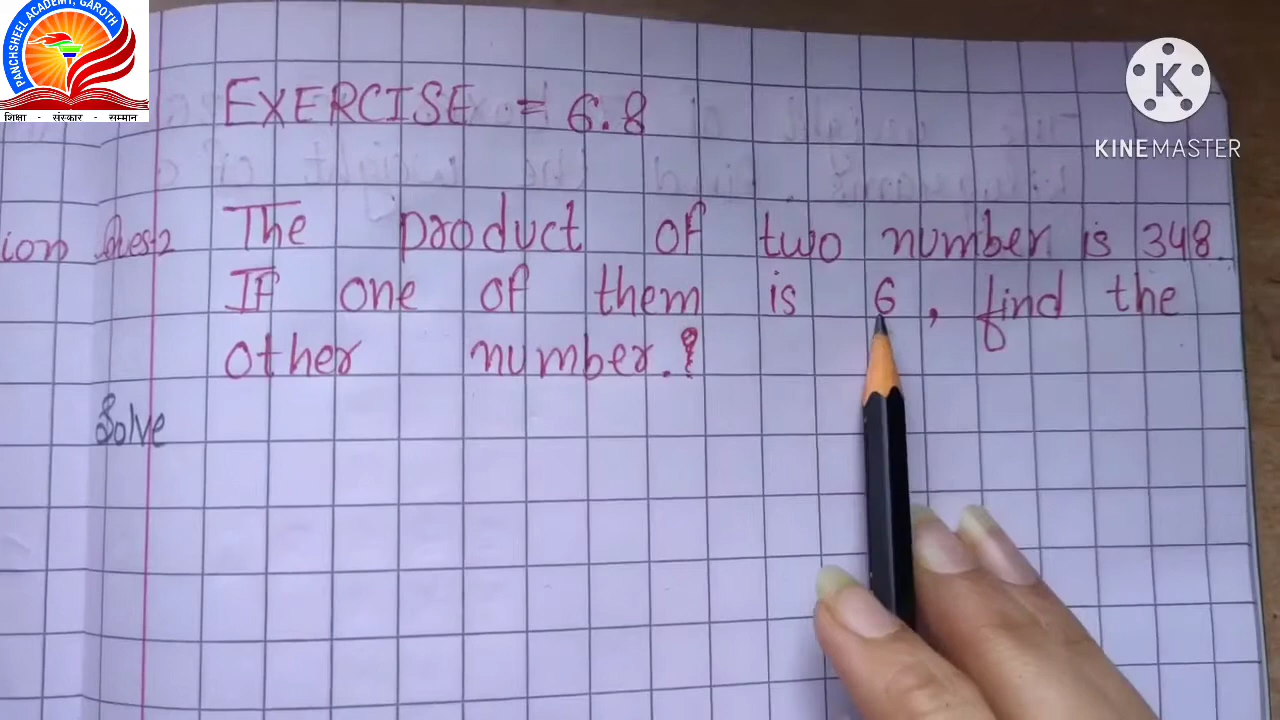 PANCHSHEEL ACADEMY, GAROTH
शिक्षा - संस्कार - सम्मान
K
KINEMASTER
EXERCISE = 6.8
ion Ques2 The product of two number is 348.
If one of them is 6, find the
other number.?
Solve